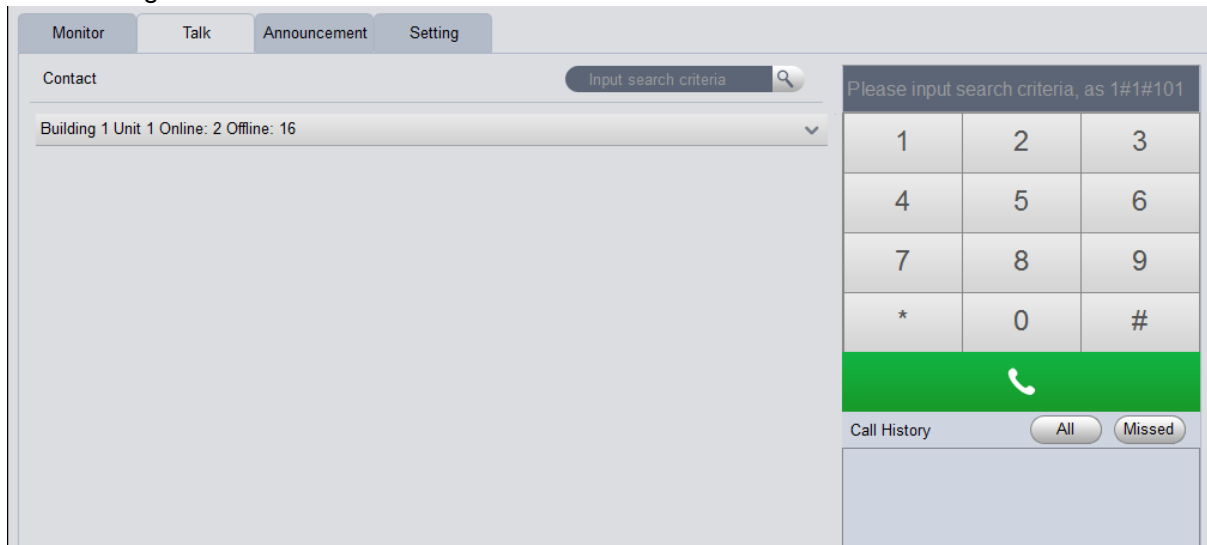 Monitor Talk Announcement Setting
Contact
Input search criteria
Building 1 Unit 1 Online: 2 Offline: 16
Please input search criteria, as 1#1#101
1 2 3
4 5 6
7 8 9
* 0 #
Call History All Missed